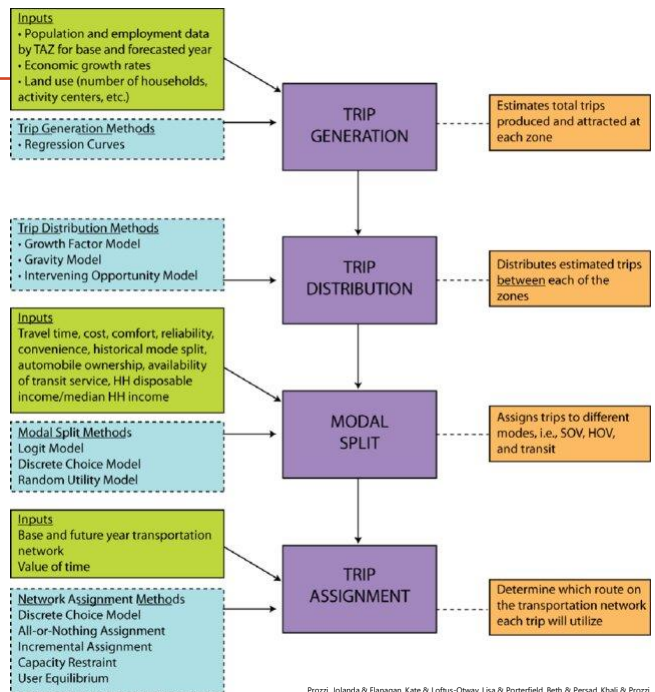 Inputs
• Population and employment data
by TAZ for base and forecasted year
• Economic growth rates
• Land use (number of households,
activity centers, etc.)
Trip Generation Methods
• Regression Curves
TRIP
GENERATION
Estimates total trips
produced and attracted at
each zone
Trip Distribution Methods
• Growth Factor Model
• Gravity Model
• Intervening Opportunity Model
TRIP
DISTRIBUTION
Distributes estimated trips
between each of the
zones
Inputs
Travel time, cost, comfort, reliability,
convenience, historical mode split,
automobile ownership, availability
of transit service, HH disposable
income/median HH income
Modal Split Methods
Logit Model
Discrete Choice Model
Random Utility Model
MODAL
SPLIT
Assigns trips to different
modes, i.e., SOV, HOV,
and transit
Inputs
Base and future year transportation
network
Value of time
Network Assignment Methods
Discrete Choice Model
All-or-Nothing Assignment
Incremental Assignment
Capacity Restraint
User Equilibrium
TRIP
ASSIGNMENT
Determine which route on
the transportation network
each trip will utilize
Prozzi, Jolanda & Flanagan, Kate & Loftus-Otway, Lisa & Porterfield, Beth & Persad, Khali & Prozzi